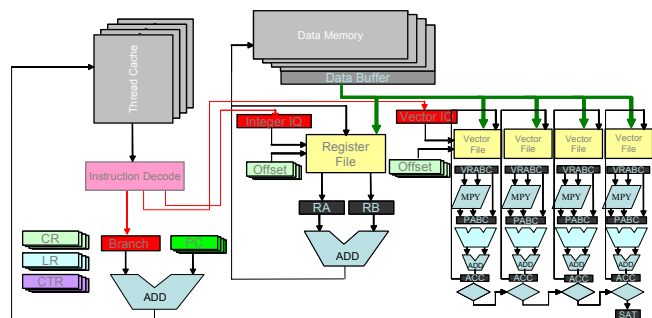 Thread Cache
Data Memory
Data Buffer
Integer IQ
Vector IQ
Offset
Register
File
Offset
Vector
File
Vector
File
Vector
File
Vector
File
Instruction Decode
VRABC
VRABC
VRABC
VRABC
MPY
MPY
MPY
MPY
RA
RB
PABC
PABC
PABC
PABC
CR
LR
CTR
Branch
PC
ADD
ADD
ADD
ADD
ADD
ADD
ACC
ACC
ACC
ACC
SAT